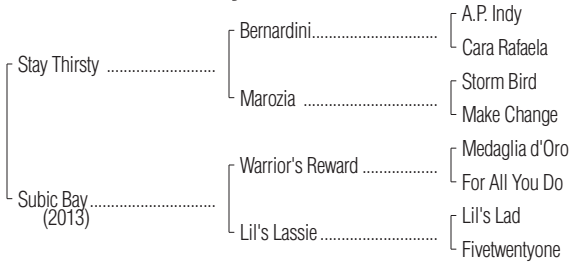 A.P. Indy
Bernardini
Cara Rafaela
Stay Thirsty
Storm Bird
Marozia
Make Change
Medaglia d'Oro
Warrior's Reward
For All You Do
Subic Bay
(2013)
Lil's Lad
Lil's Lassie
Fivetwentyone